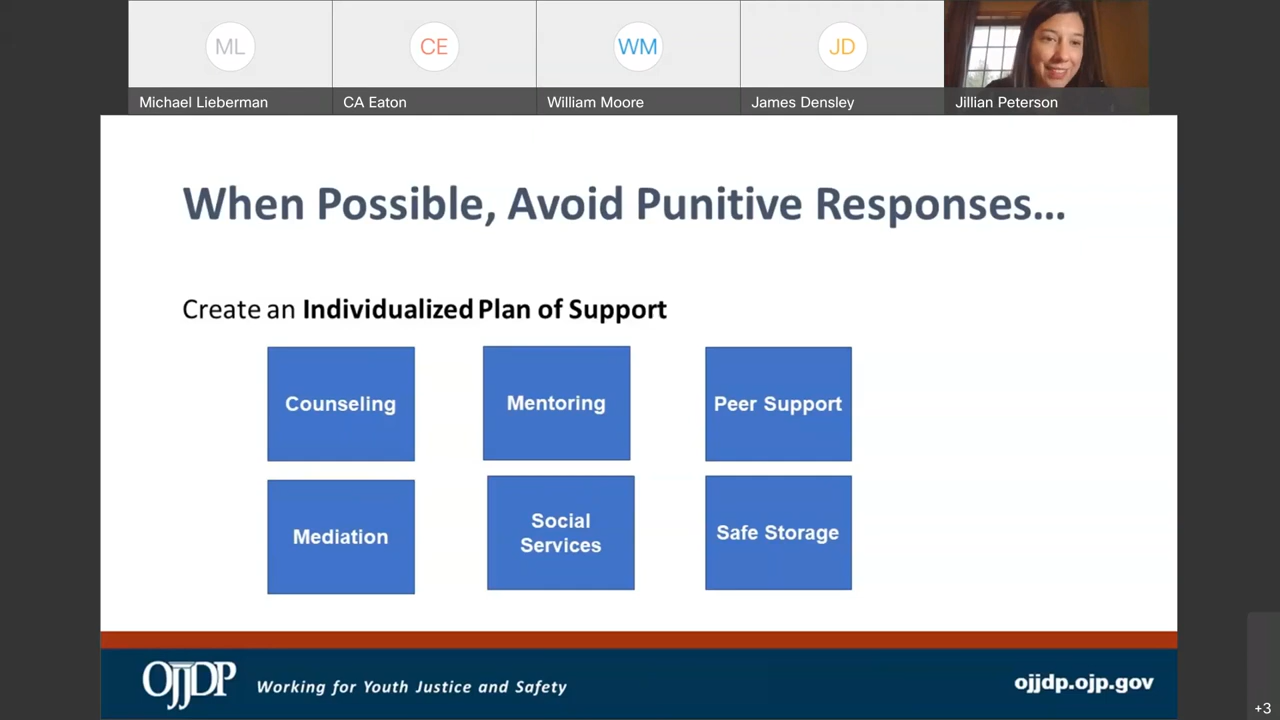 ML
CE
WM
JD
Michael Lieberman
CA Eaton
William Moore
James Densley
Jillian Peterson
When Possible, Avoid Punitive Responses...
Create an Individualized Plan of Support
Counseling
Mentoring
Peer Support
Mediation
Social
Services
Safe Storage
OJJDP
Working for Youth Justice and Safety
ojjdp.ojp.gov
+3